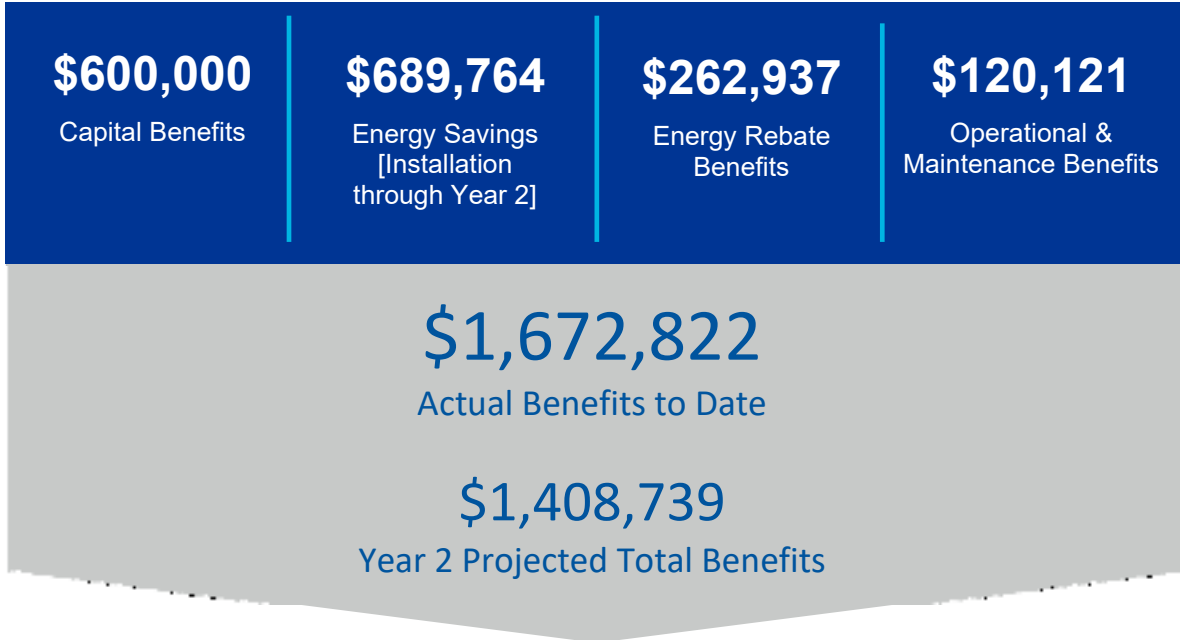 $600,000
Capital Benefits
$689,764
Energy Savings
[Installation
through Year 2]
$262,937
Energy Rebate
Benefits
$120,121
Operational &
Maintenance Benefits
$1,672,822
Actual Benefits to Date
$1,408,739
Year 2 Projected Total Benefits